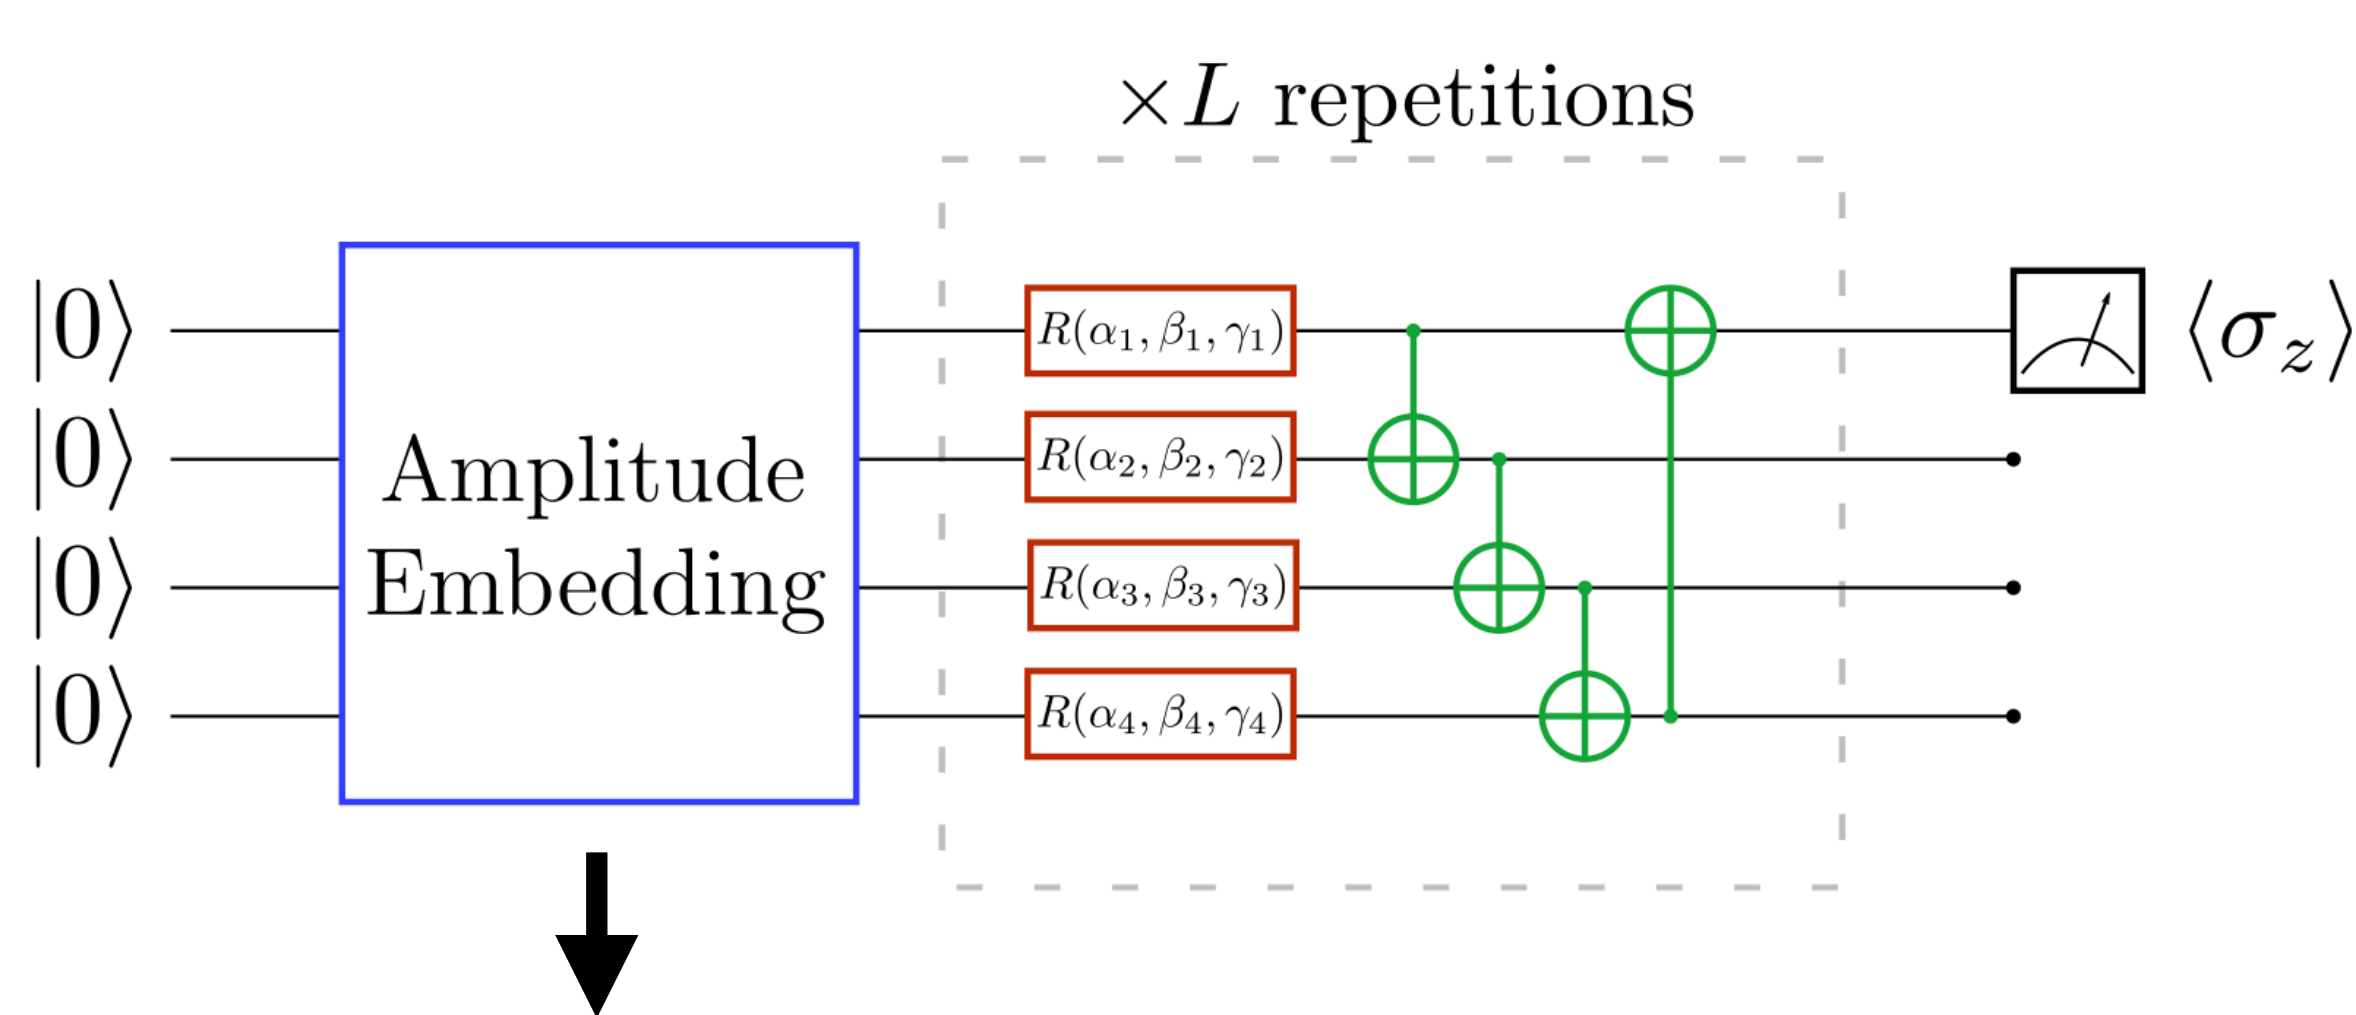 ×L repetitions
|0⟩
|0⟩
|0⟩
|0⟩
Amplitude
Embedding
R(α₁, β₁, γ₁)
R(α₂, β₂, γ₂)
R(α₃, β₃, γ₃)
R(α₄, β₄, γ₄)
⟨σ_z⟩